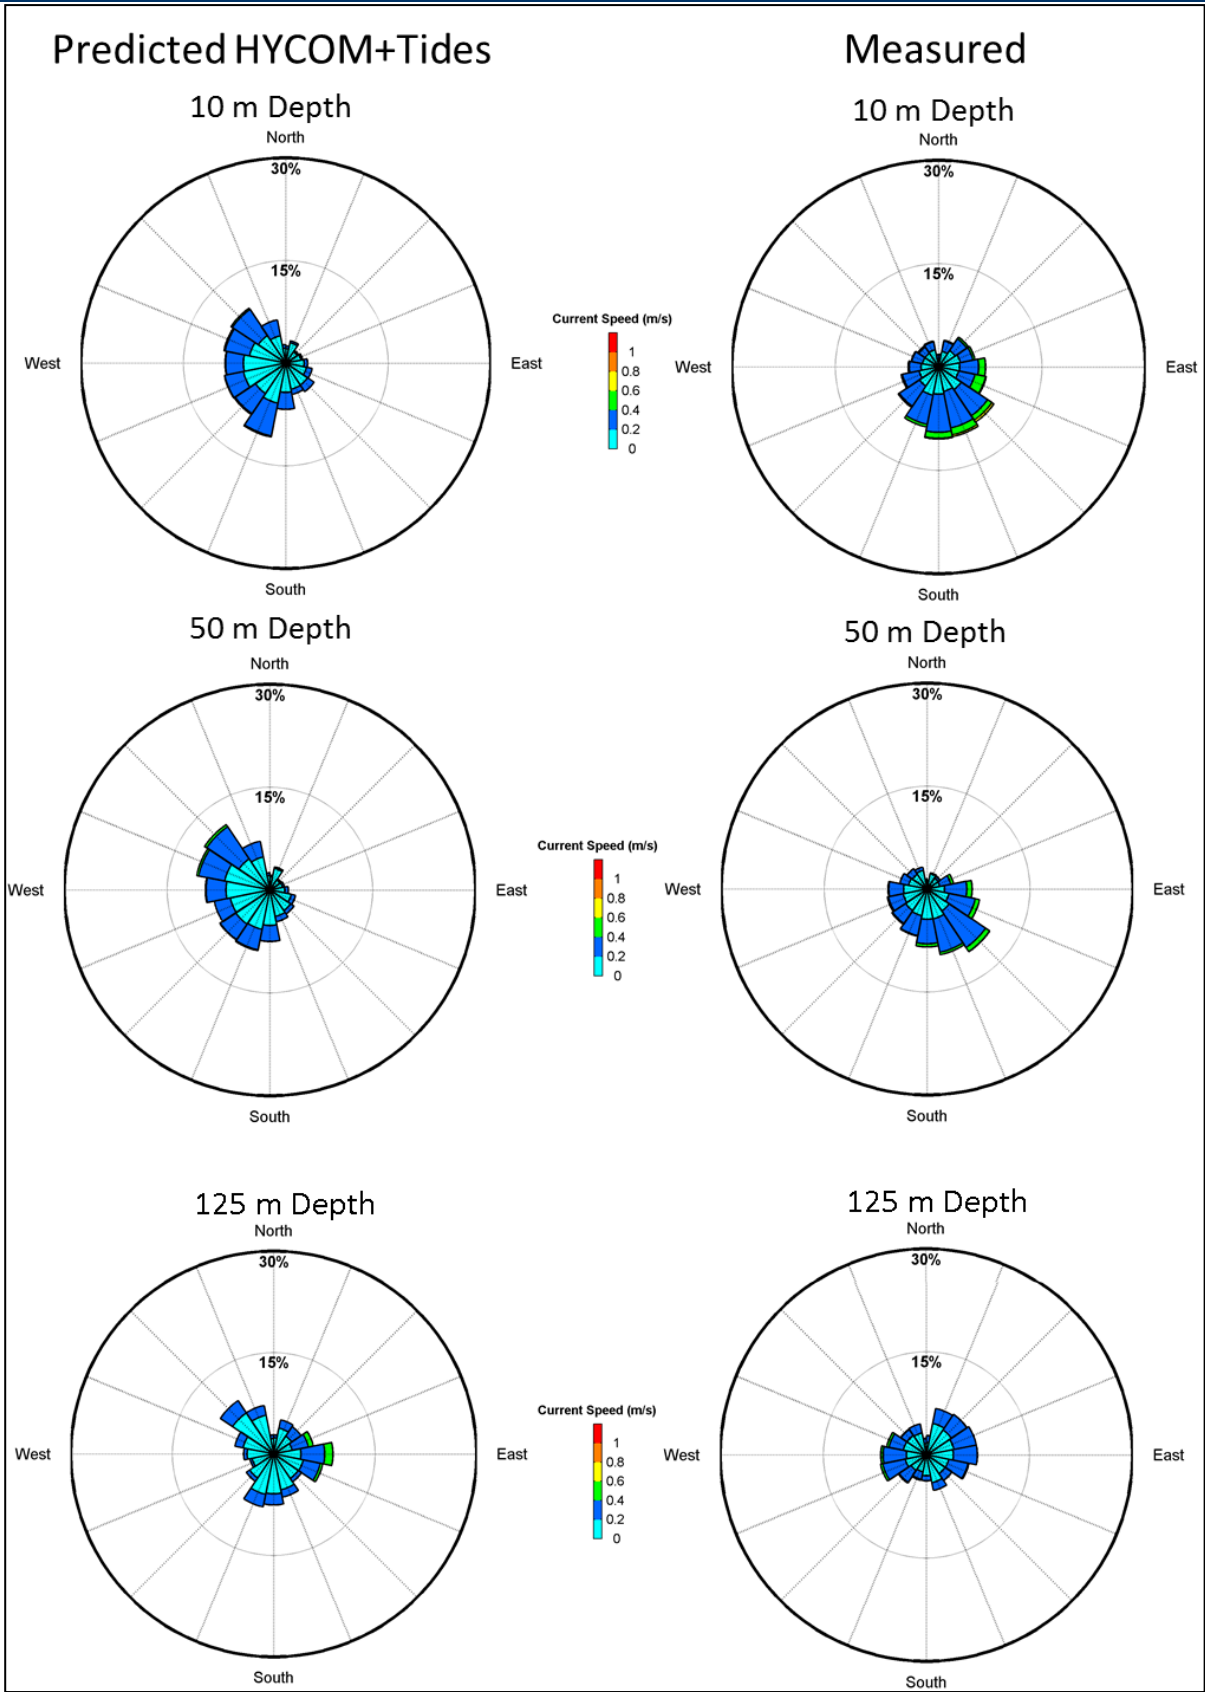 Predicted HYCOM+Tides
Measured
10 m Depth
10 m Depth
North
North
30%
30%
15%
15%
Current Speed (m/s)
1
0.8
0.6
0.4
0.2
0
West
East
West
East
South
South
50 m Depth
50 m Depth
North
North
30%
30%
15%
15%
Current Speed (m/s)
1
0.8
0.6
0.4
0.2
0
West
East
West
East
South
South
125 m Depth
125 m Depth
North
North
30%
30%
15%
15%
Current Speed (m/s)
1
0.8
0.6
0.4
0.2
0
West
East
West
East
South
South